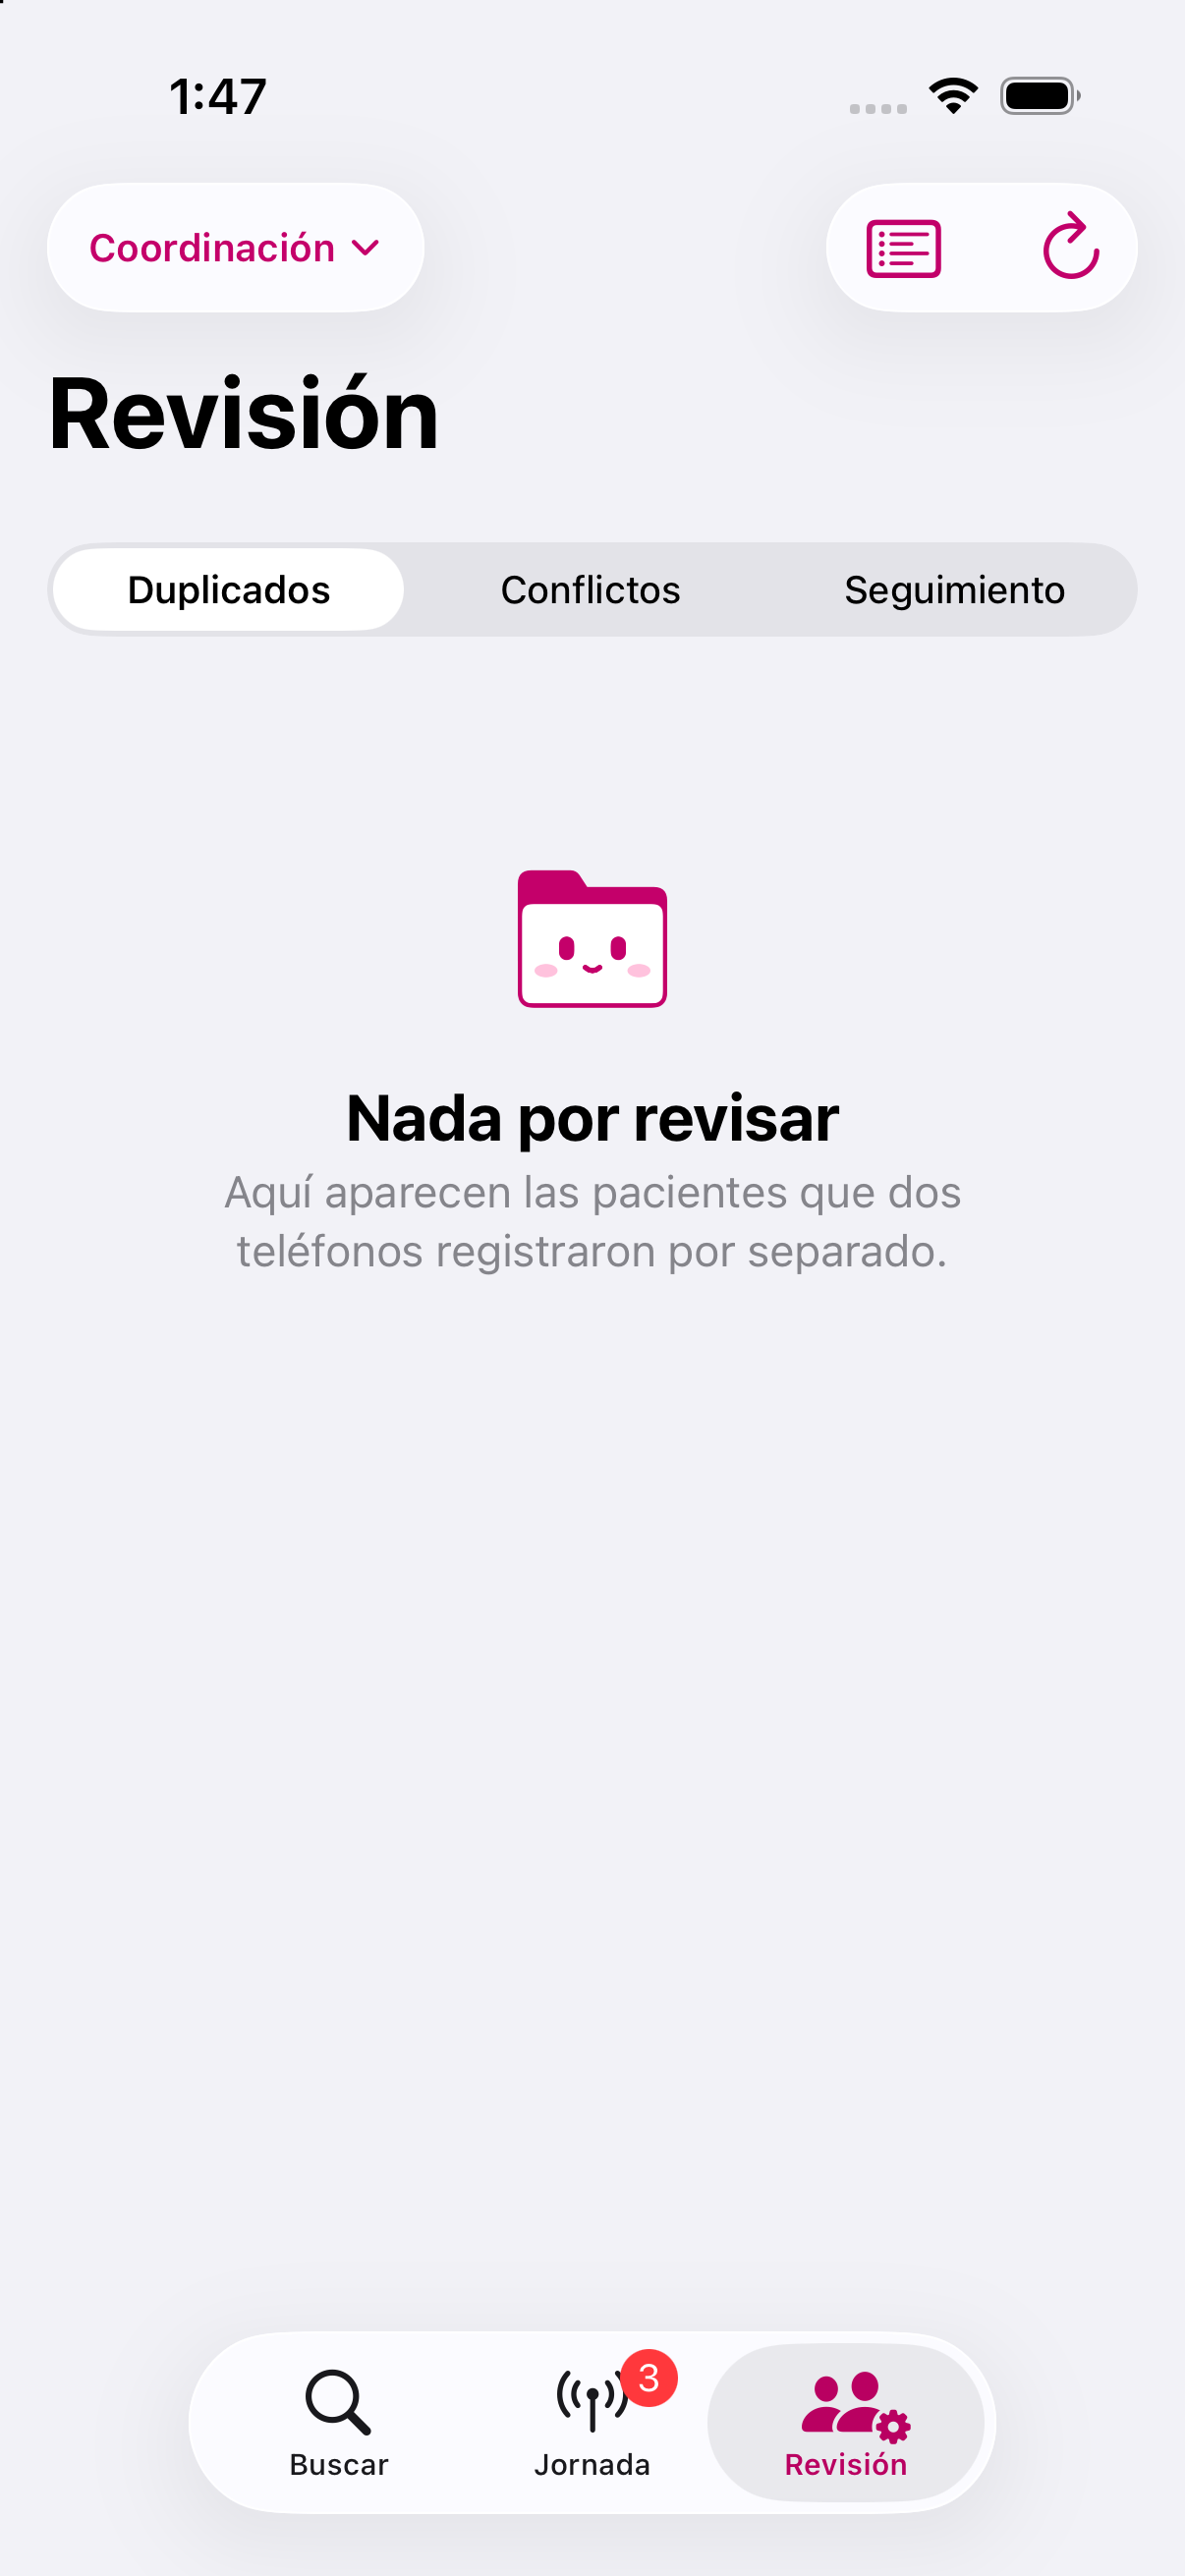 1:47
Coordinación
Revisión
Duplicados
Conflictos
Seguimiento
Nada por revisar
Aquí aparecen las pacientes que dos
teléfonos registraron por separado.
3
Buscar
Jornada
Revisión